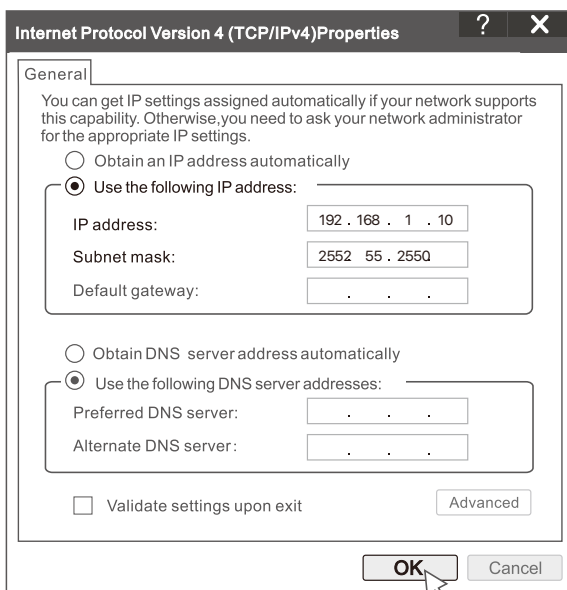 Internet Protocol Version 4 (TCP/IPv4)Properties
? X
General
You can get IP settings assigned automatically if your network supports
this capability. Otherwise,you need to ask your network administrator
for the appropriate IP settings.
Obtain an IP address automatically
Use the following IP address:
IP address: 192 . 168 . 1 . 10
Subnet mask: 2552 55 . 2550
Default gateway: . . .
Obtain DNS server address automatically
Use the following DNS server addresses:
Preferred DNS server: . . .
Alternate DNS server: . . .
Validate settings upon exit Advanced
OK Cancel